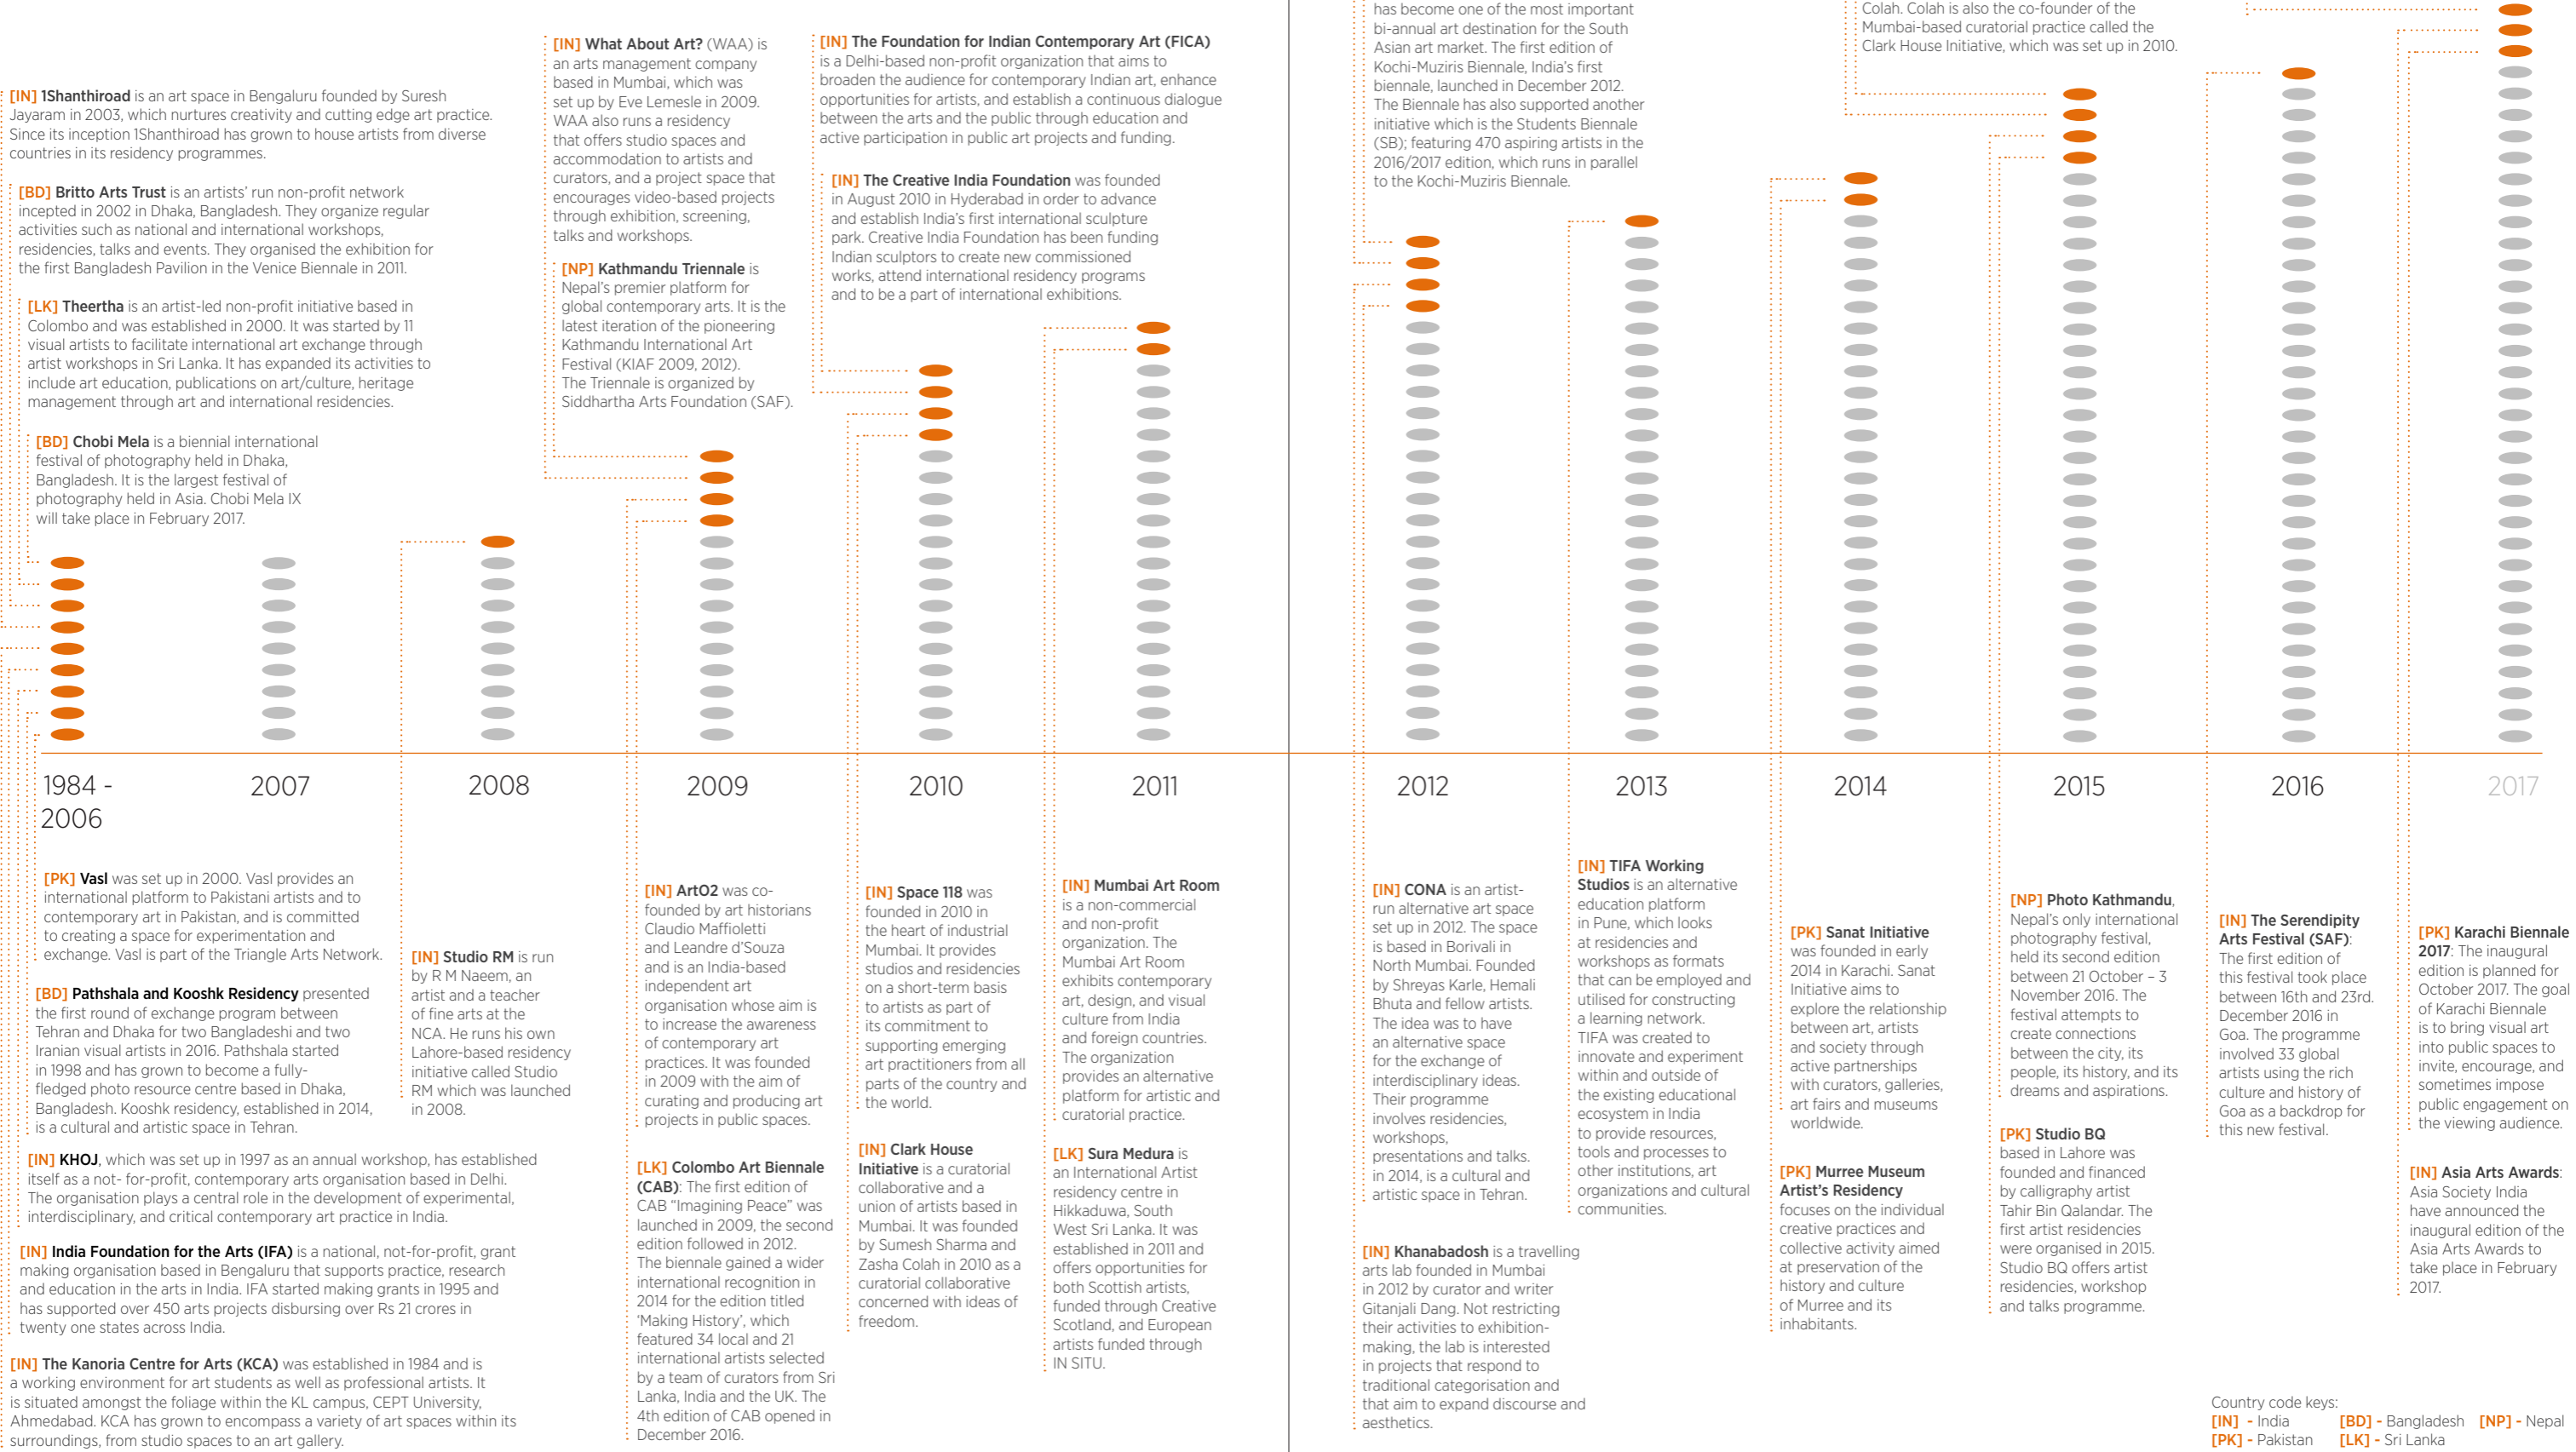 [IN] 1Shanthiroad is an art space in Bengaluru founded by Suresh
Jayaram in 2003, which nurtures creativity and cutting edge art practice.
Since its inception 1Shanthiroad has grown to house artists from diverse
countries in its residency programmes.
[BD] Britto Arts Trust is an artists’ run non-profit network
incepted in 2002 in Dhaka, Bangladesh. They organize regular
activities such as national and international workshops,
residencies, talks and events. They organised the exhibition for
the first Bangladesh Pavilion in the Venice Biennale in 2011.
[LK] Theertha is an artist-led non-profit initiative based in
Colombo and was established in 2000. It was started by 11
visual artists to facilitate international art exchange through
artist workshops in Sri Lanka. It has expanded its activities to
include art education, publications on art/culture, heritage
management through art and international residencies.
[BD] Chobi Mela is a biennial international
festival of photography held in Dhaka,
Bangladesh. It is the largest festival of
photography held in Asia. Chobi Mela IX
will take place in February 2017.
[IN] What About Art? (WAA) is
an arts management company
based in Mumbai, which was
set up by Eve Lemesle in 2009.
WAA also runs a residency
that offers studio spaces and
accommodation to artists and
curators, and a project space that
encourages video-based projects
through exhibition, screening,
talks and workshops.
[NP] Kathmandu Triennale is
Nepal’s premier platform for
global contemporary arts. It is the
latest iteration of the pioneering
Kathmandu International Art
Festival (KIAF 2009, 2012).
The Triennale is organized by
Siddhartha Arts Foundation (SAF).
[IN] The Foundation for Indian Contemporary Art (FICA)
is a Delhi-based non-profit organization that aims to
broaden the audience for contemporary Indian art, enhance
opportunities for artists, and establish a continuous dialogue
between the arts and the public through education and
active participation in public art projects and funding.
[IN] The Creative India Foundation was founded
in August 2010 in Hyderabad in order to advance
and establish India’s first international sculpture
park. Creative India Foundation has been funding
Indian sculptors to create new commissioned
works, attend international residency programs
and to be a part of international exhibitions.
has become one of the most important
bi-annual art destination for the South
Asian art market. The first edition of
Kochi-Muziris Biennale, India’s first
biennale, launched in December 2012.
The Biennale has also supported another
initiative which is the Students Biennale
(SB); featuring 470 aspiring artists in the
2016/2017 edition, which runs in parallel
to the Kochi-Muziris Biennale.
Colah. Colah is also the co-founder of the
Mumbai-based curatorial practice called the
Clark House Initiative, which was set up in 2010.
1984 -
2006
2007
2008
2009
2010
2011
2012
2013
2014
2015
2016
2017
[PK] Vasl was set up in 2000. Vasl provides an
international platform to Pakistani artists and to
contemporary art in Pakistan, and is committed
to creating a space for experimentation and
exchange. Vasl is part of the Triangle Arts Network.
[BD] Pathshala and Kooshk Residency presented
the first round of exchange program between
Tehran and Dhaka for two Bangladeshi and two
Iranian visual artists in 2016. Pathshala started
in 1998 and has grown to become a fully-
fledged photo resource centre based in Dhaka,
Bangladesh. Kooshk residency, established in 2014,
is a cultural and artistic space in Tehran.
[IN] KHOJ, which was set up in 1997 as an annual workshop, has established
itself as a not- for-profit, contemporary arts organisation based in Delhi.
The organisation plays a central role in the development of experimental,
interdisciplinary, and critical contemporary art practice in India.
[IN] India Foundation for the Arts (IFA) is a national, not-for-profit, grant
making organisation based in Bengaluru that supports practice, research
and education in the arts in India. IFA started making grants in 1995 and
has supported over 450 arts projects disbursing over Rs 21 crores in
twenty one states across India.
[IN] The Kanoria Centre for Arts (KCA) was established in 1984 and is
a working environment for art students as well as professional artists. It
is situated amongst the foliage within the KL campus, CEPT University,
Ahmedabad. KCA has grown to encompass a variety of art spaces within its
surroundings, from studio spaces to an art gallery.
[IN] Studio RM is run
by R M Naeem, an
artist and a teacher
of fine arts at the
NCA. He runs his own
Lahore-based residency
initiative called Studio
RM which was launched
in 2008.
[IN] ArtO2 was co-
founded by art historians
Claudio Maffioletti
and Leandre d’Souza
and is an India-based
independent art
organisation whose aim is
to increase the awareness
of contemporary art
practices. It was founded
in 2009 with the aim of
curating and producing art
projects in public spaces.
[LK] Colombo Art Biennale
(CAB): The first edition of
CAB “Imagining Peace” was
launched in 2009, the second
edition followed in 2012.
The biennale gained a wider
international recognition in
2014 for the edition titled
‘Making History’, which
featured 34 local and 21
international artists selected
by a team of curators from Sri
Lanka, India and the UK. The
4th edition of CAB opened in
December 2016.
[IN] Space 118 was
founded in 2010 in
the heart of industrial
Mumbai. It provides
studios and residencies
on a short-term basis
to artists as part of
its commitment to
supporting emerging
art practitioners from all
parts of the country and
the world.
[IN] Clark House
Initiative is a curatorial
collaborative and a
union of artists based in
Mumbai. It was founded
by Sumesh Sharma and
Zasha Colah in 2010 as a
curatorial collaborative
concerned with ideas of
freedom.
[IN] Mumbai Art Room
is a non-commercial
and non-profit
organization. The
Mumbai Art Room
exhibits contemporary
art, design, and visual
culture from India
and foreign countries.
The organization
provides an alternative
platform for artistic and
curatorial practice.
[LK] Sura Medura is
an International Artist
residency centre in
Hikkaduwa, South
West Sri Lanka. It was
established in 2011 and
offers opportunities for
both Scottish artists,
funded through Creative
Scotland, and European
artists funded through
IN SITU.
[IN] CONA is an artist-
run alternative art space
set up in 2012. The space
is based in Borivali in
North Mumbai. Founded
by Shreyas Karle, Hemali
Bhuta and fellow artists.
The idea was to have
an alternative space
for the exchange of
interdisciplinary ideas.
Their programme
involves residencies,
workshops,
presentations and talks.
in 2014, is a cultural and
artistic space in Tehran.
[IN] Khanabadosh is a travelling
arts lab founded in Mumbai
in 2012 by curator and writer
Gitanjali Dang. Not restricting
their activities to exhibition-
making, the lab is interested
in projects that respond to
traditional categorisation and
that aim to expand discourse and
aesthetics.
[IN] TIFA Working
Studios is an alternative
education platform
in Pune, which looks
at residencies and
workshops as formats
that can be employed and
utilised for constructing
a learning network.
TIFA was created to
innovate and experiment
within and outside of
the existing educational
ecosystem in India
to provide resources,
tools and processes to
other institutions, art
organizations and cultural
communities.
[PK] Sanat Initiative
was founded in early
2014 in Karachi. Sanat
Initiative aims to
explore the relationship
between art, artists
and society through
active partnerships
with curators, galleries,
art fairs and museums
worldwide.
[PK] Murree Museum
Artist’s Residency
focuses on the individual
creative practices and
collective activity aimed
at preservation of the
history and culture
of Murree and its
inhabitants.
[NP] Photo Kathmandu,
Nepal’s only international
photography festival,
held its second edition
between 21 October – 3
November 2016. The
festival attempts to
create connections
between the city, its
people, its history, and its
dreams and aspirations.
[PK] Studio BQ
based in Lahore was
founded and financed
by calligraphy artist
Tahir Bin Qalandar. The
first artist residencies
were organised in 2015.
Studio BQ offers artist
residencies, workshop
and talks programme.
[IN] The Serendipity
Arts Festival (SAF):
The first edition of
this festival took place
between 16th and 23rd.
December 2016 in
Goa. The programme
involved 33 global
artists using the rich
culture and history of
Goa as a backdrop for
this new festival.
[PK] Karachi Biennale
2017: The inaugural
edition is planned for
October 2017. The goal
of Karachi Biennale
is to bring visual art
into public spaces to
invite, encourage, and
sometimes impose
public engagement on
the viewing audience.
[IN] Asia Arts Awards:
Asia Society India
have announced the
inaugural edition of the
Asia Arts Awards to
take place in February
2017.
Country code keys:
[IN] - India [BD] - Bangladesh [NP] - Nepal
[PK] - Pakistan [LK] - Sri Lanka